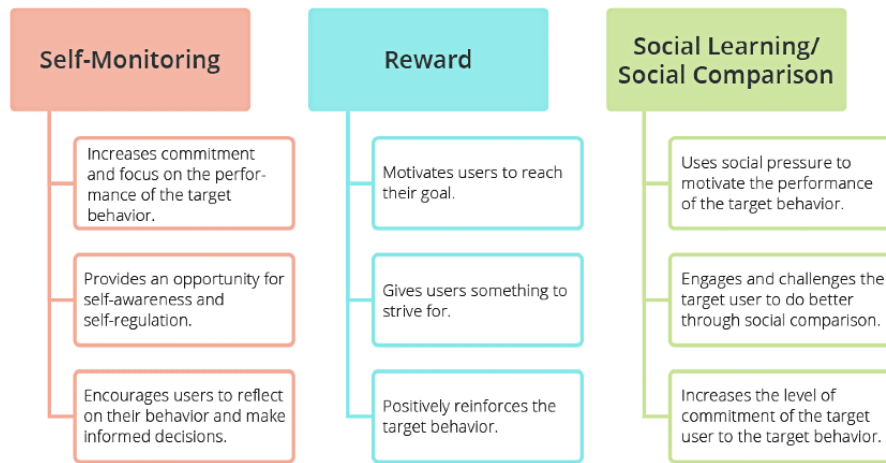 Self-Monitoring
Increases commitment
and focus on the perfor-
mance of the target
behavior.
Provides an opportunity for
self-awareness and
self-regulation.
Encourages users to reflect
on their behavior and make
informed decisions.
Reward
Motivates users to reach
their goal.
Gives users something to
strive for.
Positively reinforces the
target behavior.
Social Learning/
Social Comparison
Uses social pressure to
motivate the performance
of the target behavior.
Engages and challenges the
target user to do better
through social comparison.
Increases the level of
commitment of the target
user to the target behavior.